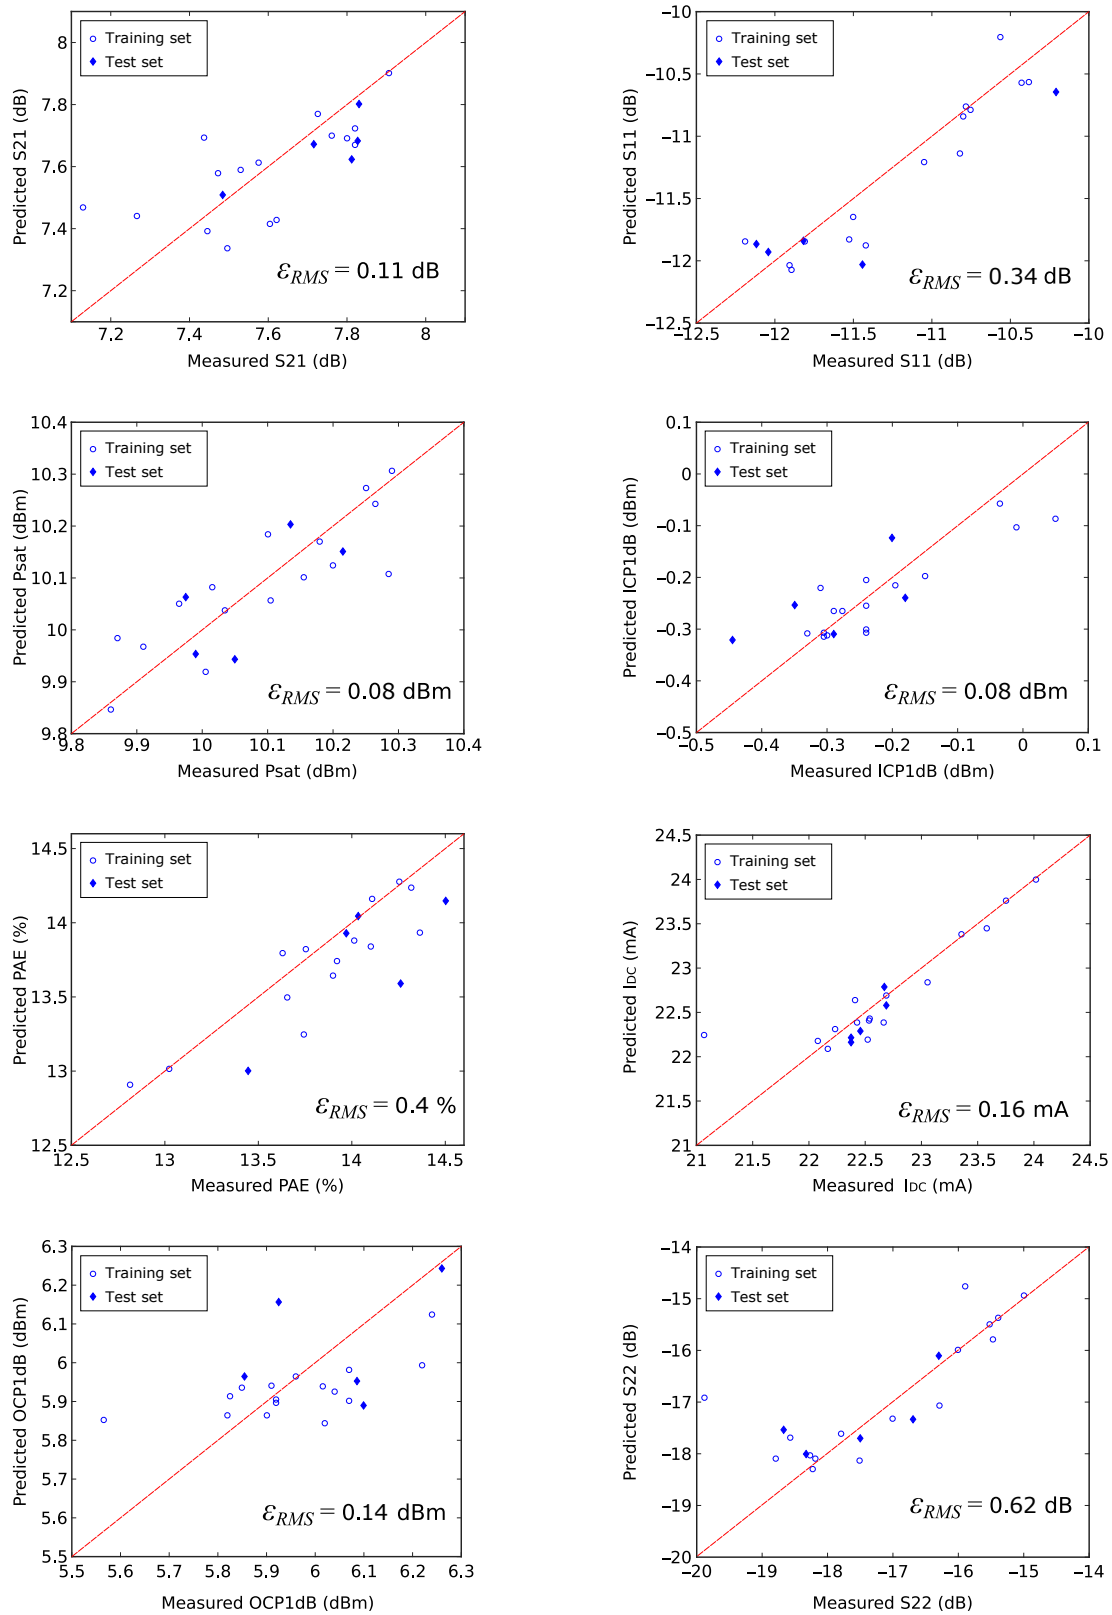 8
7.8
7.6
7.4
7.2
Predicted S21 (dB)
Training set
Test set
εRMS = 0.11 dB
7.2 7.4 7.6 7.8 8
Measured S21 (dB)
−10
−10.5
−11
−11.5
−12
−12.5
Predicted S11 (dB)
Training set
Test set
εRMS = 0.34 dB
−12.5 −12 −11.5 −11 −10.5 −10
Measured S11 (dB)
10.4
10.3
10.2
10.1
10
9.9
9.8
Predicted Psat (dBm)
Training set
Test set
εRMS = 0.08 dBm
9.8 9.9 10 10.1 10.2 10.3 10.4
Measured Psat (dBm)
0.1
0
−0.1
−0.2
−0.3
−0.4
−0.5
Predicted ICP1dB (dBm)
Training set
Test set
εRMS = 0.08 dBm
−0.5 −0.4 −0.3 −0.2 −0.1 0 0.1
Measured ICP1dB (dBm)
14.5
14
13.5
13
12.5
Predicted PAE (%)
Training set
Test set
εRMS = 0.4 %
12.5 13 13.5 14 14.5
Measured PAE (%)
24.5
24
23.5
23
22.5
22
21.5
21
Predicted IDC (mA)
Training set
Test set
εRMS = 0.16 mA
21 21.5 22 22.5 23 23.5 24 24.5
Measured IDC (mA)
6.3
6.2
6.1
6
5.9
5.8
5.7
5.6
5.5
Predicted OCP1dB (dBm)
Training set
Test set
εRMS = 0.14 dBm
5.5 5.6 5.7 5.8 5.9 6 6.1 6.2 6.3
Measured OCP1dB (dBm)
−14
−15
−16
−17
−18
−19
−20
Predicted S22 (dB)
Training set
Test set
εRMS = 0.62 dB
−20 −19 −18 −17 −16 −15 −14
Measured S22 (dB)